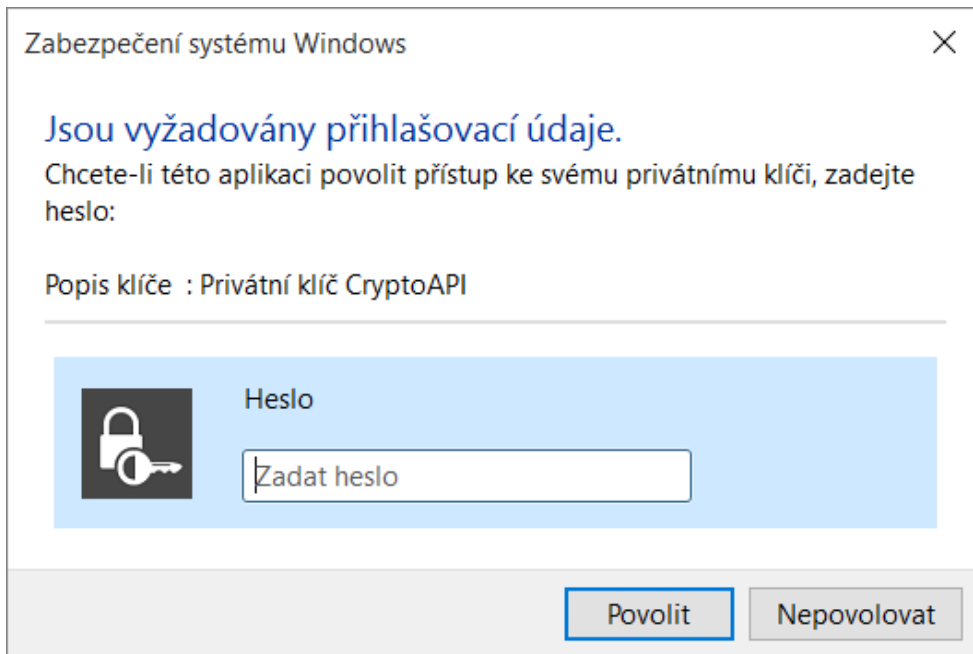 Zabezpečení systému Windows
Jsou vyžadovány přihlašovací údaje.
Chcete-li této aplikaci povolit přístup ke svému privátnímu klíči, zadejte
heslo:
Popis klíče : Privátní klíč CryptoAPI
Heslo
Zadat heslo
Povolit
Nepovolovat